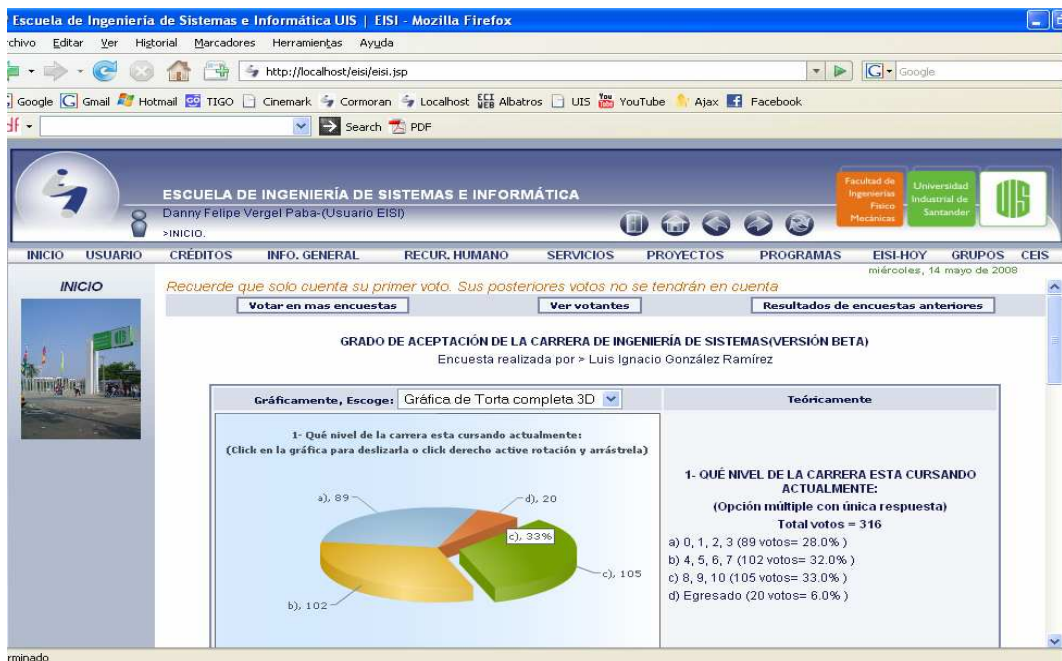 Escuela de Ingeniería de Sistemas e Informática UIS | EISI - Mozilla Firefox
rchivo Editar Ver Historial Marcadores Herramientas Ayuda
http://localhost/eisi/eisi.jsp
G Google
Google Gmail Hotmail TIGO Cinemark Cormoran Localhost ECI WEB Albatros UIS You Tube YouTube Ajax Facebook
df Search PDF
ESCUELA DE INGENIERÍA DE SISTEMAS E INFORMÁTICA
Danny Felipe Vergel Paba-(Usuario EISI)
>INICIO.
Facultad de
Ingenierías
Físico
Mecánicas
Universidad
Industrial de
Santander
UIS
INICIO USUARIO CRÉDITOS INFO. GENERAL RECUR. HUMANO SERVICIOS PROYECTOS PROGRAMAS EISI-HOY GRUPOS CEIS
miércoles, 14 mayo de 2008
INICIO
Recuerde que solo cuenta su primer voto. Sus posteriores votos no se tendrán en cuenta
Votar en mas encuestas Ver votantes Resultados de encuestas anteriores
GRADO DE ACEPTACIÓN DE LA CARRERA DE INGENIERÍA DE SISTEMAS(VERSIÓN BETA)
Encuesta realizada por > Luis Ignacio González Ramírez
Gráficamente, Escoge: Gráfica de Torta completa 3D
Teóricamente
1- Qué nivel de la carrera esta cursando actualmente:
(Click en la gráfica para deslizarla o click derecho active rotación y arrástrela)
a), 89
d), 20
c), 33%
c), 105
b), 102
1- QUÉ NIVEL DE LA CARRERA ESTA CURSANDO
ACTUALMENTE:
(Opción múltiple con única respuesta)
Total votos = 316
a) 0, 1, 2, 3 (89 votos= 28.0% )
b) 4, 5, 6, 7 (102 votos= 32.0% )
c) 8, 9, 10 (105 votos= 33.0% )
d) Egresado (20 votos= 6.0% )
rminado